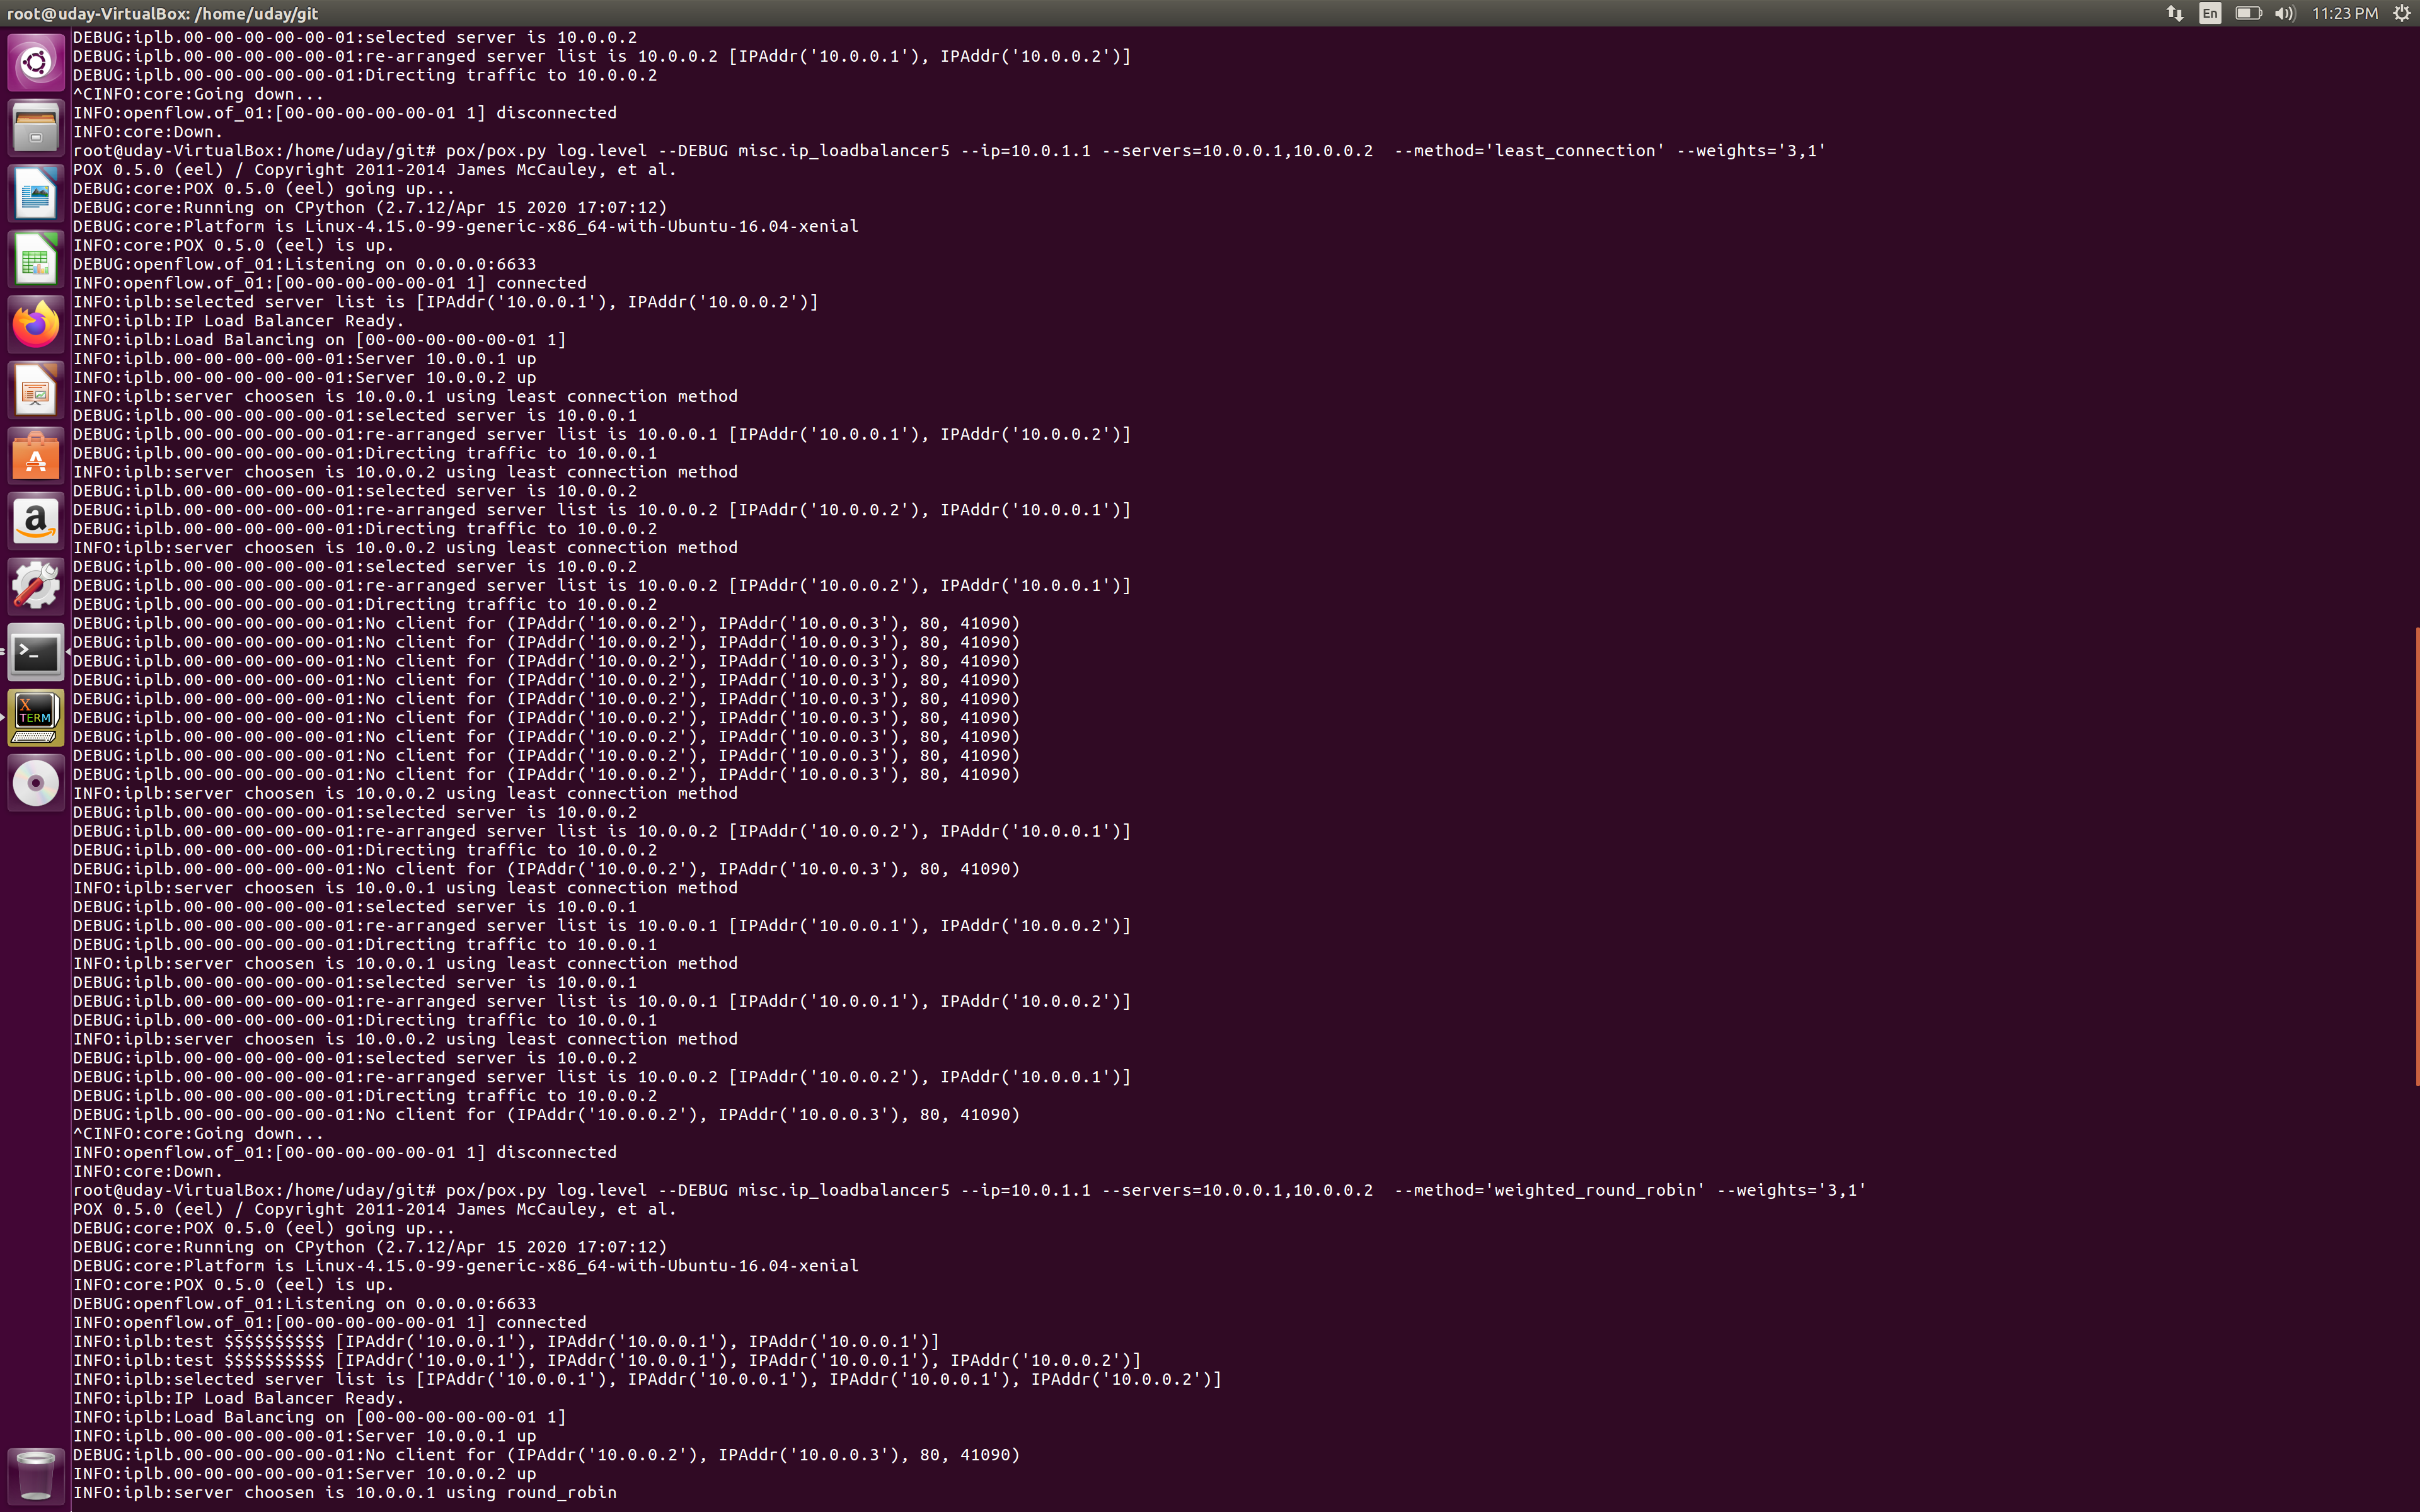 root@uday-VirtualBox: /home/uday/git
En
11:23 PM
DEBUG:iplb.00-00-00-00-00-01:selected server is 10.0.0.2
DEBUG:iplb.00-00-00-00-00-01:re-arranged server list is 10.0.0.2 [IPAddr('10.0.0.1'), IPAddr('10.0.0.2')]
DEBUG:iplb.00-00-00-00-00-01:Directing traffic to 10.0.0.2
^CINFO:core:Going down...
INFO:openflow.of_01:[00-00-00-00-00-01 1] disconnected
INFO:core:Down.
root@uday-VirtualBox:/home/uday/git# pox/pox.py log.level --DEBUG misc.ip_loadbalancer5 --ip=10.0.1.1 --servers=10.0.0.1,10.0.0.2  --method='least_connection' --weights='3,1'
POX 0.5.0 (eel) / Copyright 2011-2014 James McCauley, et al.
DEBUG:core:POX 0.5.0 (eel) going up...
DEBUG:core:Running on CPython (2.7.12/Apr 15 2020 17:07:12)
DEBUG:core:Platform is Linux-4.15.0-99-generic-x86_64-with-Ubuntu-16.04-xenial
INFO:core:POX 0.5.0 (eel) is up.
DEBUG:openflow.of_01:Listening on 0.0.0.0:6633
INFO:openflow.of_01:[00-00-00-00-00-01 1] connected
INFO:iplb:selected server list is [IPAddr('10.0.0.1'), IPAddr('10.0.0.2')]
INFO:iplb:IP Load Balancer Ready.
INFO:iplb:Load Balancing on [00-00-00-00-00-01 1]
INFO:iplb.00-00-00-00-00-01:Server 10.0.0.1 up
INFO:iplb.00-00-00-00-00-01:Server 10.0.0.2 up
INFO:iplb:server choosen is 10.0.0.1 using least connection method
DEBUG:iplb.00-00-00-00-00-01:selected server is 10.0.0.1
DEBUG:iplb.00-00-00-00-00-01:re-arranged server list is 10.0.0.1 [IPAddr('10.0.0.1'), IPAddr('10.0.0.2')]
DEBUG:iplb.00-00-00-00-00-01:Directing traffic to 10.0.0.1
INFO:iplb:server choosen is 10.0.0.2 using least connection method
DEBUG:iplb.00-00-00-00-00-01:selected server is 10.0.0.2
DEBUG:iplb.00-00-00-00-00-01:re-arranged server list is 10.0.0.2 [IPAddr('10.0.0.2'), IPAddr('10.0.0.1')]
DEBUG:iplb.00-00-00-00-00-01:Directing traffic to 10.0.0.2
INFO:iplb:server choosen is 10.0.0.2 using least connection method
DEBUG:iplb.00-00-00-00-00-01:selected server is 10.0.0.2
DEBUG:iplb.00-00-00-00-00-01:re-arranged server list is 10.0.0.2 [IPAddr('10.0.0.2'), IPAddr('10.0.0.1')]
DEBUG:iplb.00-00-00-00-00-01:Directing traffic to 10.0.0.2
DEBUG:iplb.00-00-00-00-00-01:No client for (IPAddr('10.0.0.2'), IPAddr('10.0.0.3'), 80, 41090)
DEBUG:iplb.00-00-00-00-00-01:No client for (IPAddr('10.0.0.2'), IPAddr('10.0.0.3'), 80, 41090)
DEBUG:iplb.00-00-00-00-00-01:No client for (IPAddr('10.0.0.2'), IPAddr('10.0.0.3'), 80, 41090)
DEBUG:iplb.00-00-00-00-00-01:No client for (IPAddr('10.0.0.2'), IPAddr('10.0.0.3'), 80, 41090)
DEBUG:iplb.00-00-00-00-00-01:No client for (IPAddr('10.0.0.2'), IPAddr('10.0.0.3'), 80, 41090)
DEBUG:iplb.00-00-00-00-00-01:No client for (IPAddr('10.0.0.2'), IPAddr('10.0.0.3'), 80, 41090)
DEBUG:iplb.00-00-00-00-00-01:No client for (IPAddr('10.0.0.2'), IPAddr('10.0.0.3'), 80, 41090)
DEBUG:iplb.00-00-00-00-00-01:No client for (IPAddr('10.0.0.2'), IPAddr('10.0.0.3'), 80, 41090)
DEBUG:iplb.00-00-00-00-00-01:No client for (IPAddr('10.0.0.2'), IPAddr('10.0.0.3'), 80, 41090)
INFO:iplb:server choosen is 10.0.0.2 using least connection method
DEBUG:iplb.00-00-00-00-00-01:selected server is 10.0.0.2
DEBUG:iplb.00-00-00-00-00-01:re-arranged server list is 10.0.0.2 [IPAddr('10.0.0.2'), IPAddr('10.0.0.1')]
DEBUG:iplb.00-00-00-00-00-01:Directing traffic to 10.0.0.2
DEBUG:iplb.00-00-00-00-00-01:No client for (IPAddr('10.0.0.2'), IPAddr('10.0.0.3'), 80, 41090)
INFO:iplb:server choosen is 10.0.0.1 using least connection method
DEBUG:iplb.00-00-00-00-00-01:selected server is 10.0.0.1
DEBUG:iplb.00-00-00-00-00-01:re-arranged server list is 10.0.0.1 [IPAddr('10.0.0.1'), IPAddr('10.0.0.2')]
DEBUG:iplb.00-00-00-00-00-01:Directing traffic to 10.0.0.1
INFO:iplb:server choosen is 10.0.0.1 using least connection method
DEBUG:iplb.00-00-00-00-00-01:selected server is 10.0.0.1
DEBUG:iplb.00-00-00-00-00-01:re-arranged server list is 10.0.0.1 [IPAddr('10.0.0.1'), IPAddr('10.0.0.2')]
DEBUG:iplb.00-00-00-00-00-01:Directing traffic to 10.0.0.1
INFO:iplb:server choosen is 10.0.0.2 using least connection method
DEBUG:iplb.00-00-00-00-00-01:selected server is 10.0.0.2
DEBUG:iplb.00-00-00-00-00-01:re-arranged server list is 10.0.0.2 [IPAddr('10.0.0.2'), IPAddr('10.0.0.1')]
DEBUG:iplb.00-00-00-00-00-01:Directing traffic to 10.0.0.2
DEBUG:iplb.00-00-00-00-00-01:No client for (IPAddr('10.0.0.2'), IPAddr('10.0.0.3'), 80, 41090)
^CINFO:core:Going down...
INFO:openflow.of_01:[00-00-00-00-00-01 1] disconnected
INFO:core:Down.
root@uday-VirtualBox:/home/uday/git# pox/pox.py log.level --DEBUG misc.ip_loadbalancer5 --ip=10.0.1.1 --servers=10.0.0.1,10.0.0.2  --method='weighted_round_robin' --weights='3,1'
POX 0.5.0 (eel) / Copyright 2011-2014 James McCauley, et al.
DEBUG:core:POX 0.5.0 (eel) going up...
DEBUG:core:Running on CPython (2.7.12/Apr 15 2020 17:07:12)
DEBUG:core:Platform is Linux-4.15.0-99-generic-x86_64-with-Ubuntu-16.04-xenial
INFO:core:POX 0.5.0 (eel) is up.
DEBUG:openflow.of_01:Listening on 0.0.0.0:6633
INFO:openflow.of_01:[00-00-00-00-00-01 1] connected
INFO:iplb:test $$$$$$$$$$ [IPAddr('10.0.0.1'), IPAddr('10.0.0.1'), IPAddr('10.0.0.1')]
INFO:iplb:test $$$$$$$$$$ [IPAddr('10.0.0.1'), IPAddr('10.0.0.1'), IPAddr('10.0.0.1'), IPAddr('10.0.0.2')]
INFO:iplb:selected server list is [IPAddr('10.0.0.1'), IPAddr('10.0.0.1'), IPAddr('10.0.0.1'), IPAddr('10.0.0.2')]
INFO:iplb:IP Load Balancer Ready.
INFO:iplb:Load Balancing on [00-00-00-00-00-01 1]
INFO:iplb.00-00-00-00-00-01:Server 10.0.0.1 up
DEBUG:iplb.00-00-00-00-00-01:No client for (IPAddr('10.0.0.2'), IPAddr('10.0.0.3'), 80, 41090)
INFO:iplb.00-00-00-00-00-01:Server 10.0.0.2 up
INFO:iplb:server choosen is 10.0.0.1 using round_robin
a
X
TERM